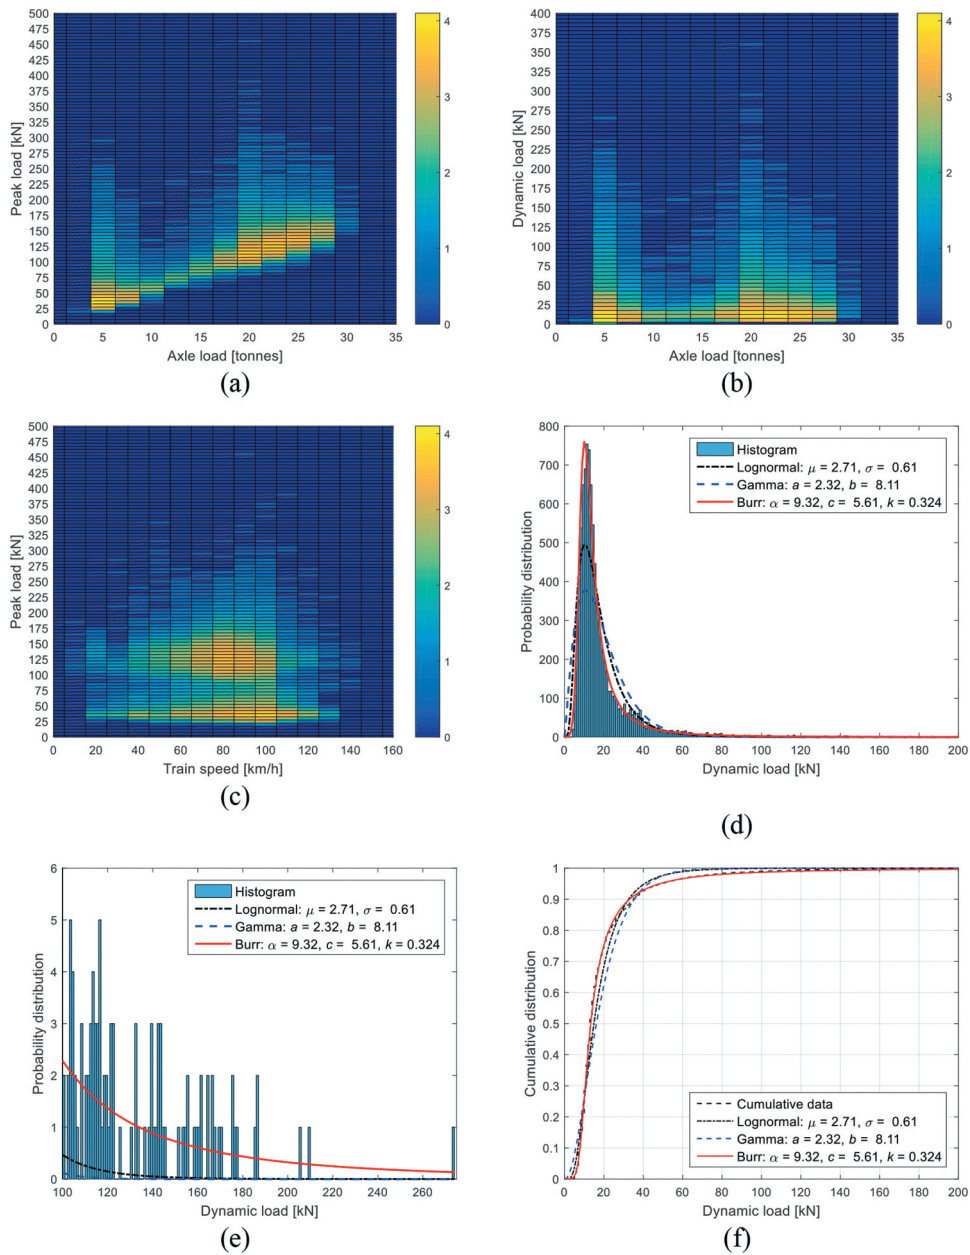 500
475
450
425
400
375
350
325
300
275
250
225
200
175
150
125
100
75
50
25
0
Peak load [kN]
0 5 10 15 20 25 30 35
Axle load [tonnes]
4
3
2
1
0
(a)
400
375
350
325
300
275
250
225
200
175
150
125
100
75
50
25
0
Dynamic load [kN]
0 5 10 15 20 25 30 35
Axle load [tonnes]
4
3
2
1
0
(b)
500
475
450
425
400
375
350
325
300
275
250
225
200
175
150
125
100
75
50
25
0
Peak load [kN]
0 20 40 60 80 100 120 140 160
Train speed [km/h]
4
3
2
1
0
(c)
800
700
600
500
400
300
200
100
0
Probability distribution
Histogram
Lognormal: μ = 2.71, σ = 0.61
Gamma: a = 2.32, b = 8.11
Burr: α = 9.32, c = 5.61, k = 0.324
0 20 40 60 80 100 120 140 160 180 200
Dynamic load [kN]
(d)
6
5
4
3
2
1
0
Probability distribution
Histogram
Lognormal: μ = 2.71, σ = 0.61
Gamma: a = 2.32, b = 8.11
Burr: α = 9.32, c = 5.61, k = 0.324
100 120 140 160 180 200 220 240 260
Dynamic load [kN]
(e)
1
0.9
0.8
0.7
0.6
0.5
0.4
0.3
0.2
0.1
0
Cumulative distribution
Cumulative data
Lognormal: μ = 2.71, σ = 0.61
Gamma: a = 2.32, b = 8.11
Burr: α = 9.32, c = 5.61, k = 0.324
0 20 40 60 80 100 120 140 160 180 200
Dynamic load [kN]
(f)